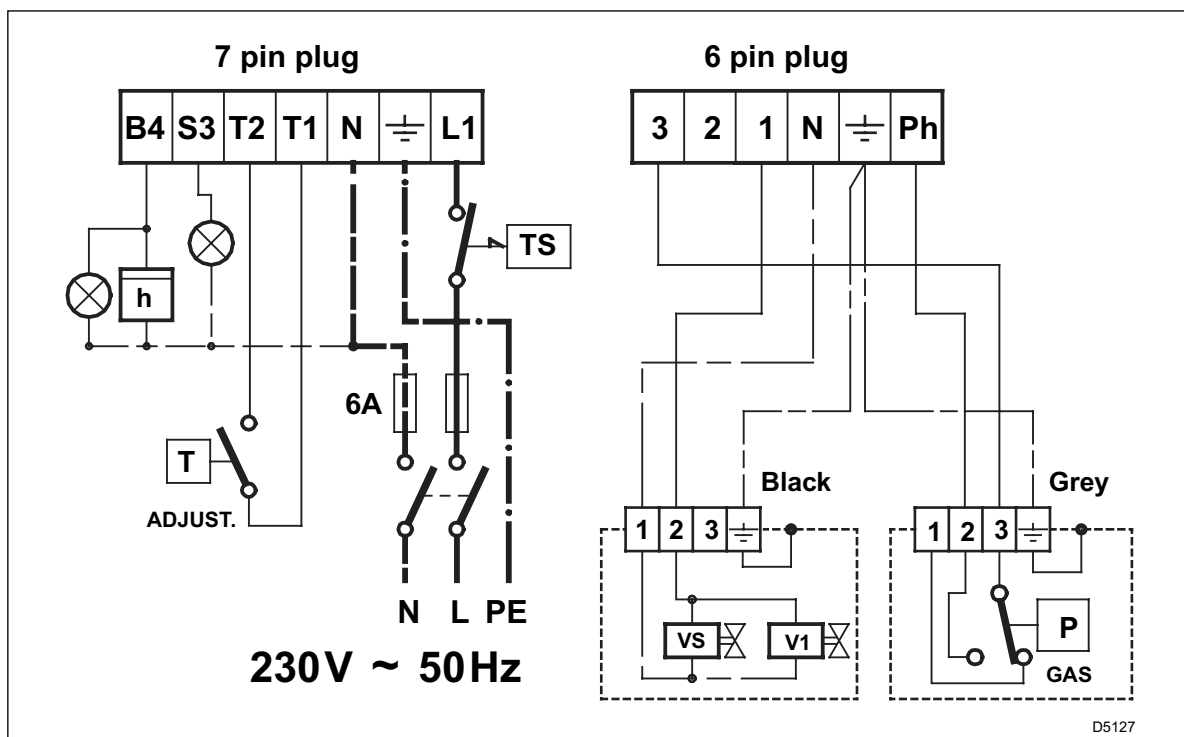 7 pin plug
B4 S3 T2 T1 N L1
TS
h
6A
T
ADJUST.
N L PE
230V ~ 50Hz
6 pin plug
3 2 1 N Ph
Black
1 2 3
VS V1
Grey
1 2 3
P
GAS
D5127